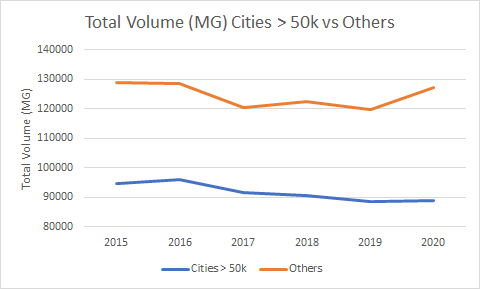 Total Volume (MG) Cities > 50k vs Others
140000
130000
120000
110000
100000
90000
80000
Total Volume (MG)
2015 2016 2017 2018 2019 2020
Cities > 50k Others